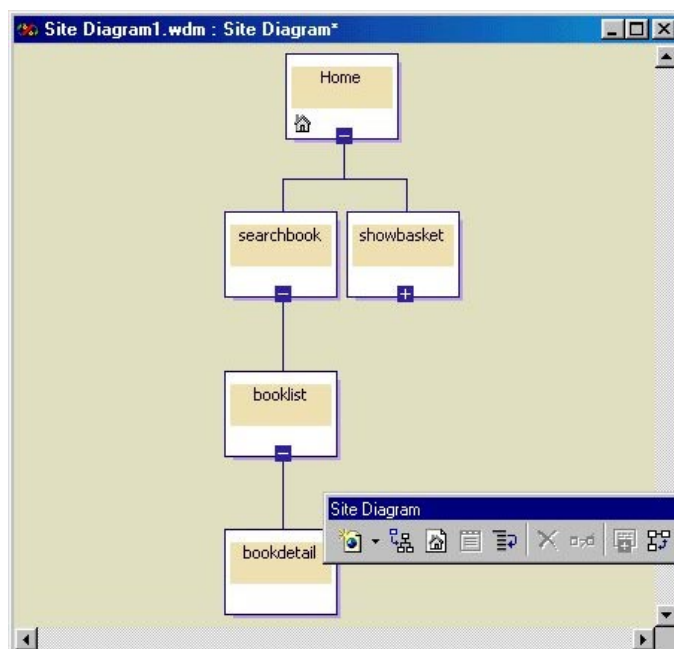 Site Diagram1.wdm : Site Diagram*
Home
searchbook
showbasket
booklist
Site Diagram
bookdetail